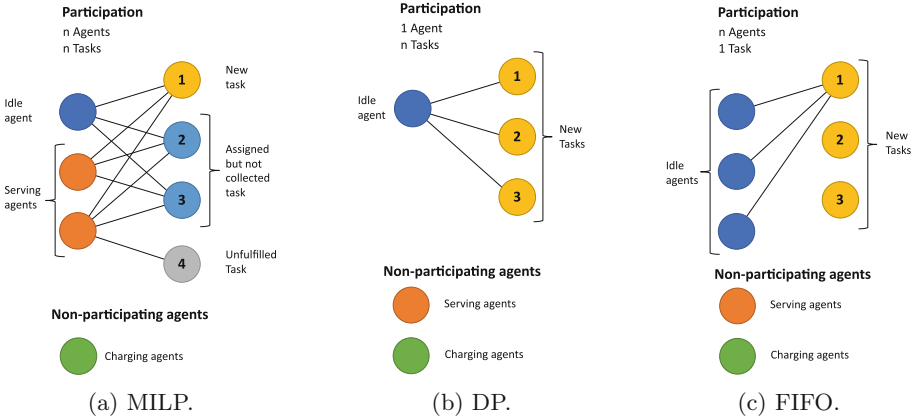 Participation
n Agents
n Tasks
Idle
agent
Serving
agents
1
2
3
4
New
task
Assigned
but not
collected
task
Unfulfilled
Task
Non-participating agents
Charging agents
(a) MILP.
Participation
1 Agent
n Tasks
Idle
agent
1
2
3
New
Tasks
Non-participating agents
Serving agents
Charging agents
(b) DP.
Participation
n Agents
1 Task
Idle
agents
1
2
3
New
Tasks
Non-participating agents
Serving agents
Charging agents
(c) FIFO.